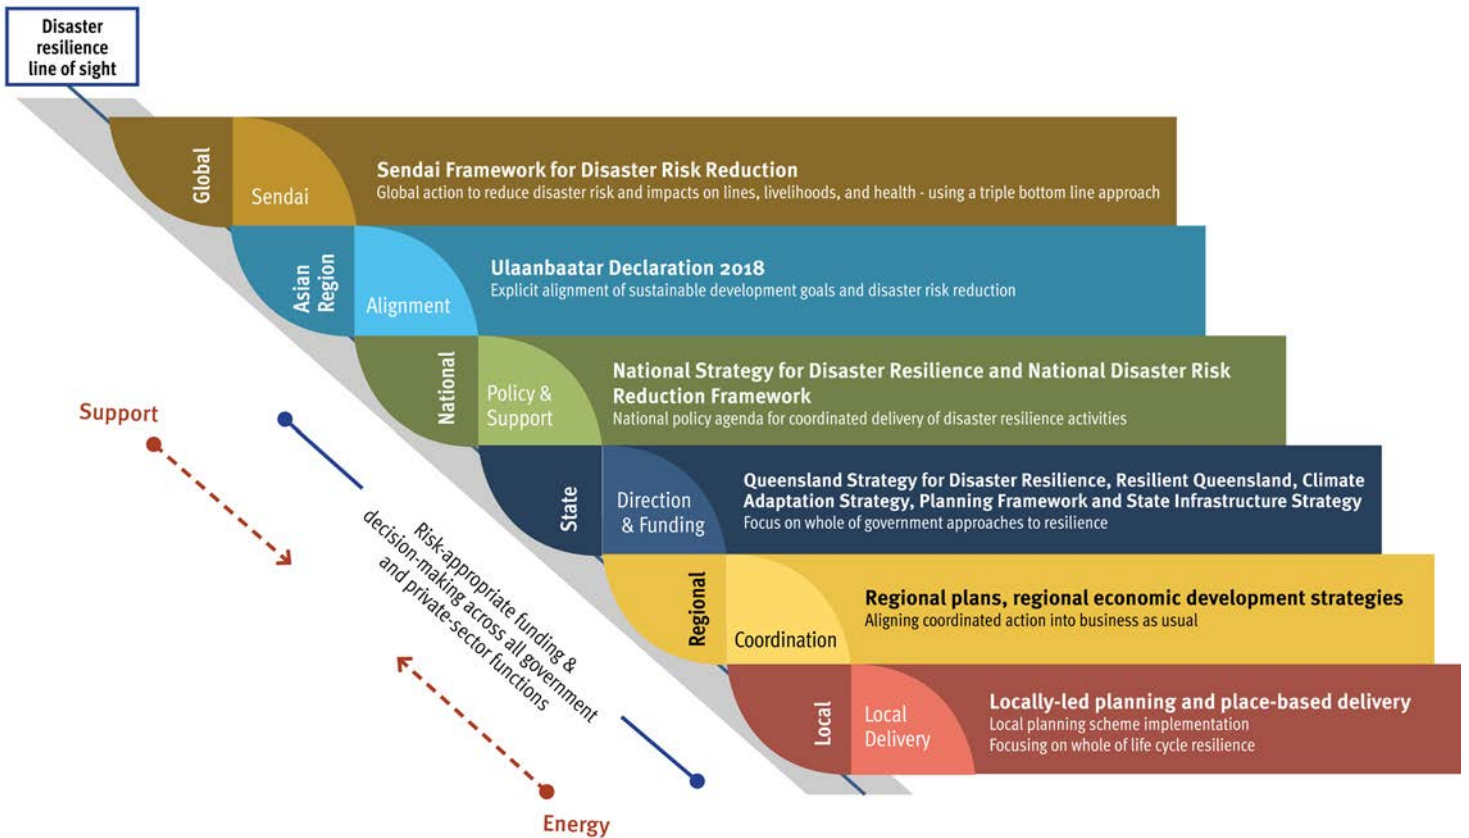 Disaster
resilience
line of sight
Global
Sendai
Sendai Framework for Disaster Risk Reduction
Global action to reduce disaster risk and impacts on lines, livelihoods, and health - using a triple bottom line approach
Asian
Region
Alignment
Ulaanbaatar Declaration 2018
Explicit alignment of sustainable development goals and disaster risk reduction
National
Policy &
Support
National Strategy for Disaster Resilience and National Disaster Risk
Reduction Framework
National policy agenda for coordinated delivery of disaster resilience activities
State
Direction
& Funding
Queensland Strategy for Disaster Resilience, Resilient Queensland, Climate
Adaptation Strategy, Planning Framework and State Infrastructure Strategy
Focus on whole of government approaches to resilience
Regional
Coordination
Regional plans, regional economic development strategies
Aligning coordinated action into business as usual
Local
Local
Delivery
Locally-led planning and place-based delivery
Local planning scheme implementation
Focusing on whole of life cycle resilience
Support
Risk-appropriate funding &
decision-making across all government
and private-sector functions
Energy